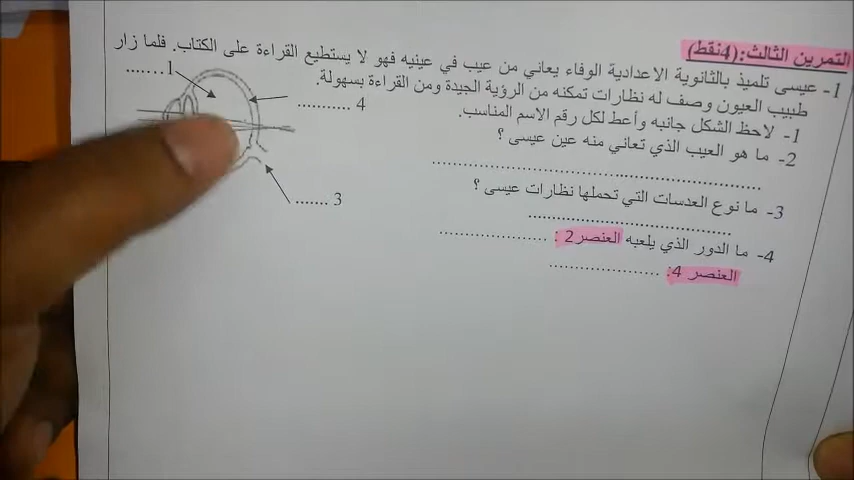 التمرين الثالث:(4نقط)
1- عيسى تلميذ بالثانوية الاعدادية الوفاء يعاني من عيب في عينيه فهو لا يستطيع القراءة على الكتاب. فلما زار
طبيب العيون وصف له نظارات تمكنه من الرؤية الجيدة ومن القراءة بسهولة.
1- لاحظ الشكل جانبه وأعط لكل رقم الاسم المناسب.
2- ما هو العيب الذي تعاني منه عين عيسى ؟
..............................................
3- ما نوع العدسات التي تحملها نظارات عيسى ؟
..............................................
4- ما الدور الذي يلعبه العنصر2 : ......................
العنصر 4: ......................
1.......
4 ...........
3 .......